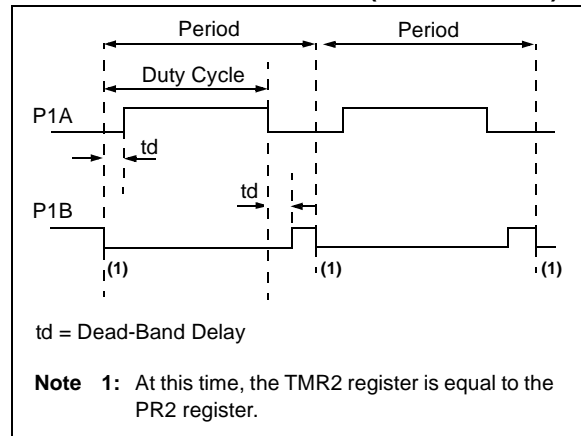 Period Period
Duty Cycle
P1A
td
td
P1B
(1) (1) (1)
td = Dead-Band Delay
Note 1: At this time, the TMR2 register is equal to the
PR2 register.